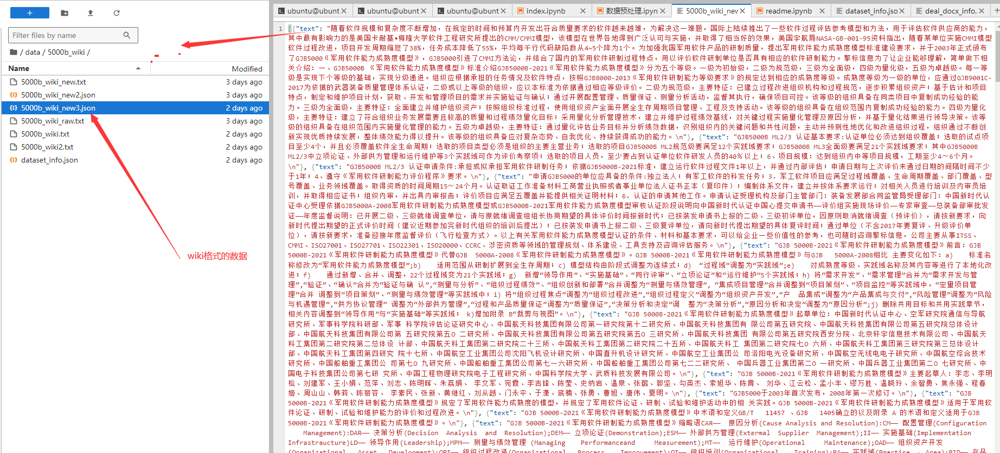 +
ubuntu@ubunt ×
ubuntu@ubunt ×
ubuntu@ubunt ×
index.ipynb ×
数据预处理.ipyn ×
5000b_wiki_new ×
readme.ipynb ×
dataset_info.jso ×
deal_docx_info. ×
+
Filter files by name
/ data / 5000b_wiki /
Name Modified
5000b_wiki_new.txt 3 days ago
5000b_wiki_new2.json 3 days ago
5000b_wiki_new3.json 2 days ago
5000b_wiki_raw.txt 3 days ago
5000b_wiki.txt 2 days ago
5000b_wiki2.txt 2 days ago
dataset_info.json 2 days ago
wiki格式的数据
1 [{"text": "随着软件规模和复杂度不断增加，在规定的时间和预算内开发出符合质量要求的软件越来越难，为解决这一难题，国际上陆续推出了一些软件过程评估参考模型和方法，用于评估软件供应商的能力，
其中最有影响力的是美国卡耐基•梅隆大学软件工程研究所提出的CMM/CMMI模型，该模型在世界各地得到广泛认可与实施，并取得了相当好的效果，美国宇航局NASA-GB-001-95资料指出，随着某单位实施CMMI模型
软件过程改进，项目开发周期缩短了38%，任务成本降低了55%，平均每千行代码缺陷数从4~5个降为1个。为加强我国军用软件产品的研制质量，提出军用软件能力成熟度模型标准建设要求，并于2003年正式颁布
了GJB5000《军用软件能力成熟度模型》，GJB5000引进了CMMI方法论，并结合了国内的军用软件研制过程特点，用以评价软件研制单位是否具有相应的软件研制能力。擎标信息为了让企业能够理解，简单做下相
关介绍：一、GJB5000B 《军用软件能力成熟度模型》标准介绍GJB5000B-2021《军用软件能力成熟度模型》分为五个等级。一级为初始级，二级为规范级，三级为全面级，四级为量化级，五级为卓越级。每一等
级是实现下个等级的基础，实现分级递进。组织应根据承担的任务情况及软件特点，按照GJB8000-2013《军用软件研制能力等级要求》的规定达到相应的成熟度等级。成熟度等级为一级的单位，应通过GJB9001C-
2017为依据的武器装备质量管理体系认证，二级或以上等级的组织，应以本标准为依据通过相应等级评价。二级为规范级，主要特征：已建立过程改进组织机构和过程规范，逐步积累组织资产；基于估计和项目
特点，制定和维护项目计划，获取、开发和管理项目的需求并实施验证与确认；通过开展配置管理、质量保证、测量分析活动，监督其执行，确保项目可控。该等级的组织具备在同类项目中复制成功经验的能
力。三级为全面级，主要特征：全面建立并维护组织资产；按照组织标准过程，使用组织资产全面开展全生存周期项目管理、工程及支持活动。该等级的组织具备在组织范围内复制成功经验的能力。四级为量化
级，主要特征：建立了符合组织业务发展需要且较高的质量和过程绩效量化目标；采用量化分析管理技术，建立并维护过程绩效基线，对关键过程实施量化管理及原因分析，并基于量化结果进行领导决策。该等
级的组织具备在组织范围内实施量化管理的能力。五级为卓越级，主要特征：通过量化评估业务目标并分析绩效数据，识别组织内的关键问题和共性问题，主动并预测性地优化和改进组织过程，组织通过不断创
新实现优质持续发展，整体绩效能力得以提升。该等级的组织具备应对复杂态势、自我优化、持续获得成功的能力。\n"}, {"text": "GJB5000B ML2/3 认证基本要求:认证单位必须达到组织覆盖；选取的试点项
目至少4个，并且必须覆盖软件全生命周期；选取的项目类型必须是组织的主要主营业务；选取的项目GJB5000B ML2规范级要满足12个实践域要求；GJB5000B ML3全面级要满足21个实践域要求；其中GJB5000B
ML2/3中立项论证、外部供方管理和运行维护等3个实践域可作为评价考察项；选取的项目人员，至少要占到认证单位软件研发人员的40%以上；6、项目规模：达到组织内中等项目规模，工期至少4～6个月。
\n"}, {"text": "GJB5000B ML2/3 认证申请条件:承担或拟承担军用软件研制任务；依据GJB5000B-2021标准，建立运行软件过程文件1年以上，并通过内部评估；申请日期与上次评价未通过日期的间隔时间不少
于1年；4、遵守《军用软件研制能力评价程序》要求。\n"}, {"text": "申请GJB5000的单位应具备的条件:独立法人；有军工软件的科发任务；3．军工软件项目应满足过程域覆盖、生命周期覆盖、部门覆盖、型
号覆盖、业务领域覆盖。取得资质的时间周期15～24个月。认证取证工作准备材料工商营业执照或者事业单位法人证书正本（复印件）；编制体系文件，建立并按体系要求运行；对相关人员进行培训及内审员培
训，并取得相应证书；组织内审，并出具内审报告；评价项目应满足五覆盖并能提供相关证明材料；6．认证的申请其他工作。申请认证受理机构及部门主管部门：装备发展部合同监管局受理部门：中国新时代认
证中心受理依据GJB5000A-2008军用软件研制能力成熟度模型或GJB5000B-2021军用软件能力成熟度模型审核认证阶段说明向中国新时代认证中国心提交申请书——评价组实施现场评价——专家审查——总装备部审批发
证——年度监督说明：已开展二级、三级就绪调查单位，请与原就绪调查组组长协商期望的具体评价时间报新时代；已按装发申请书上报的二级、三级初评单位，因原则取消就绪调查（预评价），请按新要求，向
新时代提出期望的正式评价时间（建议近期参加完新时代组织的培训后提出）；已按装发申请书上报二级、三级复评单位，请向新时代提出期望的具体复评时间；通过单位（不含2017年要复评、升级评价单
位），请按新要求，准备迎接年度监督评价（飞行检查方式）。以上有关军用软件能力成熟度模型认证的条件、材料和基本要求，可以给企业一些价值性的参考，也可随时咨询擎标信息，公司主要从事ITSS、
CMMI、ISO27001、ISO27701、ISO22301、ISO20000、CCRC、涉密资质等领域的管理规划、体系建设、工具支持及咨询评估服务。\n"}, {"text": "GJB 5000B-2021《军用软件研制能力成熟度模型》前言：GJB
5000B-2021《军用软件研制能力成熟度模型》代替GJB 5000A-2008《军用软件研制能力成熟度模型》。GJB 5000B-2021《军用软件研制能力成熟度模型》与GJB 5000A-2008相比 主要变化如下：a) 标准名
称修改为“军用软件能力成熟度模型”;b) 适用范围从研制扩展到全生存周期；c) 模型结构由阶段式调整为连续式；d) “过程域”调整为“实践域”;e) 对成熟度等级、实践域名称及其内容等进行了本地化改
进；f) 通过新增、合并、调整，22个过程域变为21个实践域；g) 新增“领导作用”、“实施基础”、“同行评审”、“立项论证”和“运行维护”5个实践域；h) 将“需求开发”、“需求管理”合并为“需求开发与管
理”，“验证”、“确认”合并为“验证与确 认”，“测量与分析”、“组织过程绩效”、“组织创新和部署”合并调整为“测量与绩效管理”，“集成项目管理”合并调整到“项目策划”、“项目监控”等实践域中，“定量项目管
理”合并 调整到“项目策划”、“测量与绩效管理”等实践域中；i) 将“组织过程焦点”调整为“组织过程改进”，“组织过程定义”调整为“组织资产开发”，“产 品集成”调整为“产品集成与交付”，“风险管理”调整为“风险
与机遇管理”，“供方协议管理” 调整为“外部供方管理”，“过程和产品质量保证”调整为“质量保证”，“决策分析和决定”调 整为“决策分析”，“原因分析和决定”调整为“原因分析”;j) 删除共用目标和共用实践章节，
相关内容调整到“领导作用”与“实施基础”等实践域； k)增加附录 B“裁剪与视图”。\n"}, {"text": "GJB 5000B-2021《军用软件研制能力成熟度模型》起草单位：中国新时代认证中心、空军研究院通信与导航
研究所、军事科学院科研部、军事 科学院评估论证研究中心、中国航天科技集团有限公司第一研究院第十二研究所、中国航天科技集团有 限公司第五研究院、中国航天科技集团有限公司第五研究院总体设计
部、中国航天科技集团有限公司第 五研究院第五O 二研究所、中国航天科技集团有限公司第五研究院第五O 三研究所、中国航天科技集团 有限公司第五研究院西安分院、北京轩宇信息技术有限公司、中国航天
科工集团第二研究院第二总体设 计部、中国航天科工集团第二研究院二十三所、中国航天科工集团第二研究院二十五所、中国航天科工 集团第二研究院七O 六所、中国航天科工集团第三研究院第三总体设计
部、中国航天科工集团第四研究 院十七所、中国航空工业集团公司沈阳飞机设计研究所、中国直升机设计研究所、中国航空工业集团公 司洛阳电光设备研究所、中国航空无线电电子研究所、中国航空综合技术
研究所、中国船舶重工集团公 司第七O 九研究所、中国船舶重工集团公司第七一六研究所、中国船舶重工集团公司第七二二研究所、 中国兵器工业集团第二O 一研究所、中国兵器工业集团第二O 七研究所、中
国电子科技集团公司第七研 究所、中国工程物理研究院电子工程研究所、中国科学院大学、武质科技发展有限公司。\n"}, {"text": "GJB 5000B-2021《军用软件研制能力成熟度模型》主要起草人：李志、李明
桧、刘建军、王小娟、范萍、刘志、陈明晖、朱荔娟、 李文军、宛霞、李吉锋、陈莹、史纳岩、温泉、张璐、郭坚、勾英杰、索旭华、陈霄、 刘华、江云松、孟小丰、缪万胜、温晓玲、余智勇、焦永强、程春
姬、周山山、韩莉、陈丽容、 李素民、张新、黄继红、刘从越、门永平、于潇、底楠、张勇、曹旭、唐伟、夏明。\n"}, {"text": "GJB5000于2003年首次发布，2008年第一次修订。\n"}, {"text": "GJB
5000B-2021《军用软件研制能力成熟度模型》规定了军用软件能力成熟度的模型，并规定了军用软件论证、研制、试验和维护活动中的相 关实践。GJB 5000B-2021《军用软件研制能力成熟度模型》适用于军用软
件论证、研制、试验和维护能力的评价和过程改进。\n"}, {"text": "GJB 5000B-2021《军用软件研制能力成熟度模型》中术语和定义GB/T 11457 、GJB 1405确立的以及附录 A 的术语和定义适用于GJB
5000B-2021《军用软件研制能力成熟度模型》。\n"}, {"text": "GJB 5000B-2021《军用软件研制能力成熟度模型》缩略语CAR—— 原因分析(Cause Analysis and Resolution):CM—— 配置管理(Configuration
Management):DAR—— 决策分析(Decision Analysis and Resolution);DEM—— 立项论证(Demonstration);ESM—— 外部供方管理(Extermal Supplier Management);II—— 实施基础(Implementation
Infrastraucture)LD—— 领导作用(Leadership);MPM—— 测量与绩效管理 (Managing Performanceand Measurement);MT—— 运行维护(Operational Maintenance);OAD—— 组织资产开发
(Organizational Asset Development):OPI—— 组织过程改进(Organizational Process Improvement);OT—— 组织培训(Organizational Training);PA—— 实践域(Practice Area);PID—— 产品